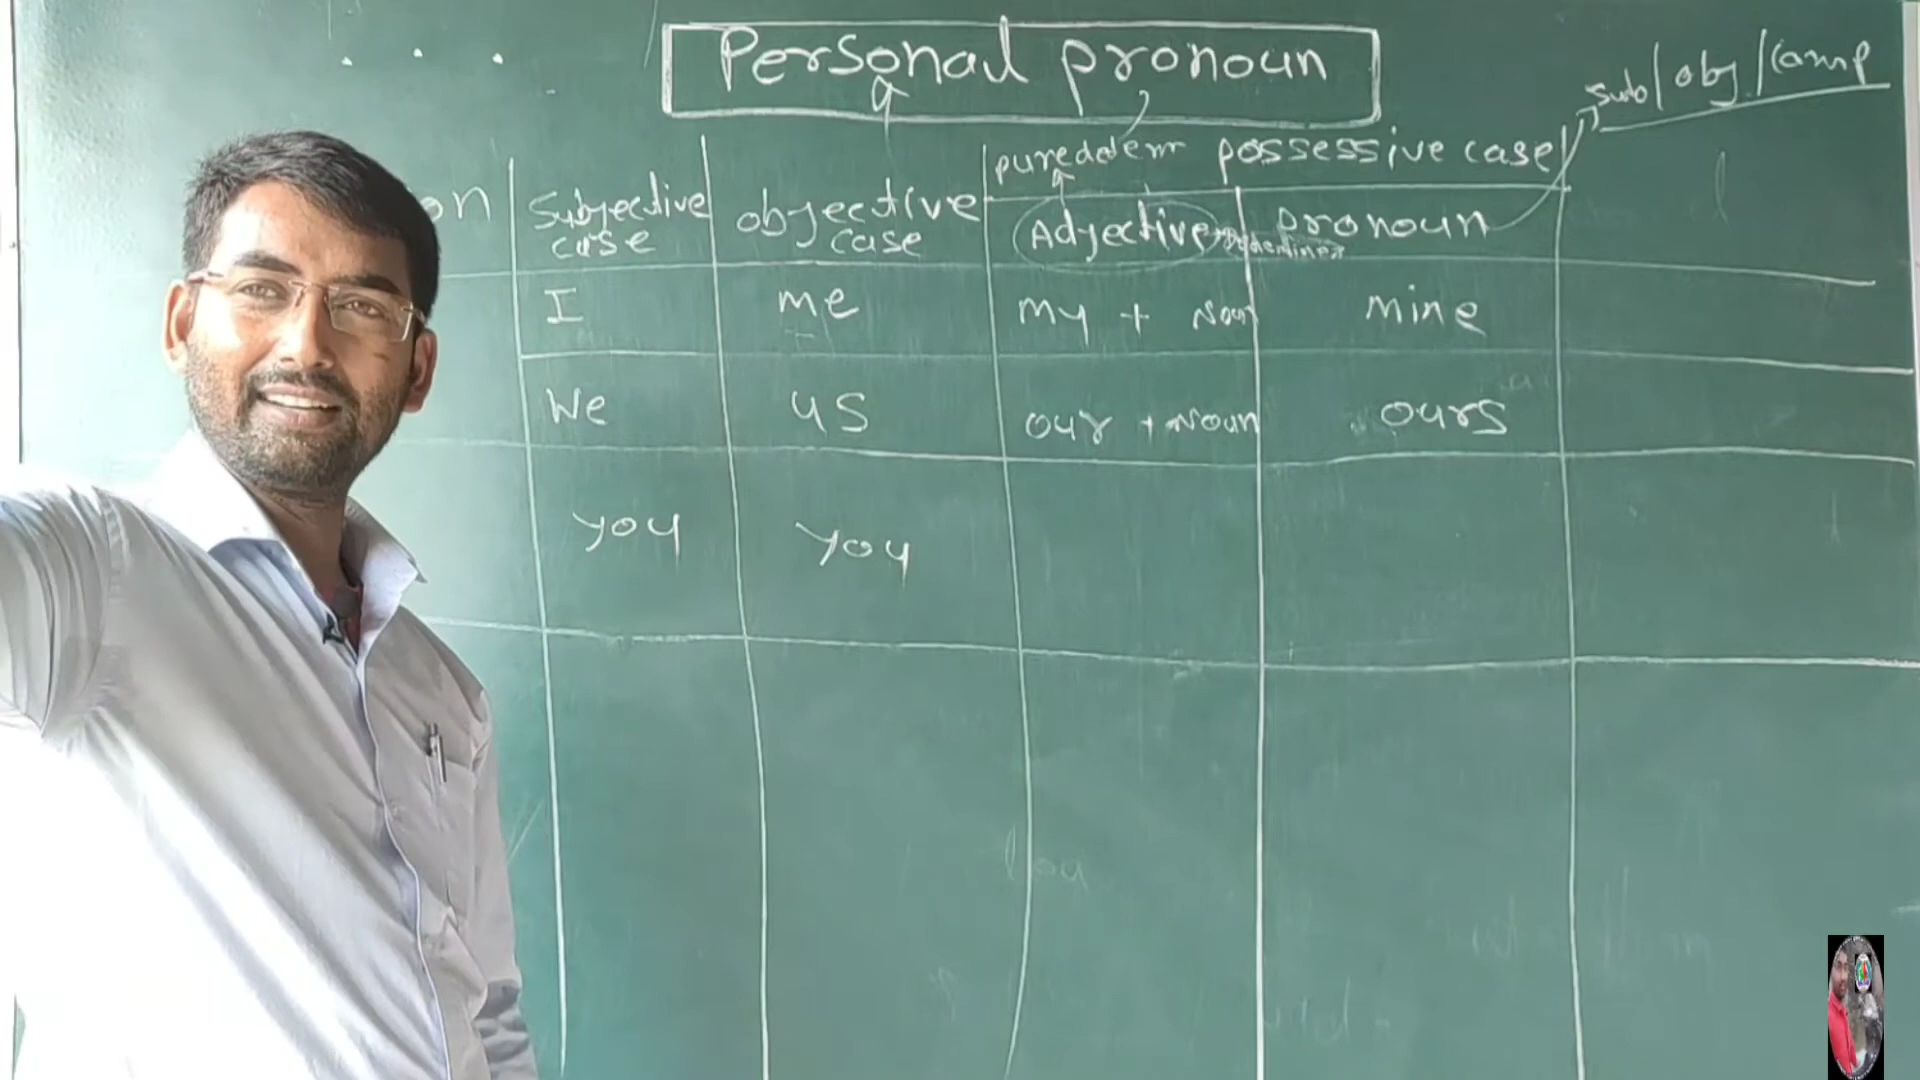 Personal pronoun
sub/obj/comp
possessive case
on
Subjective case
objective case
Adjective
pronoun
I
me
my + Noun
mine
We
us
our + Noun
ours
you
you